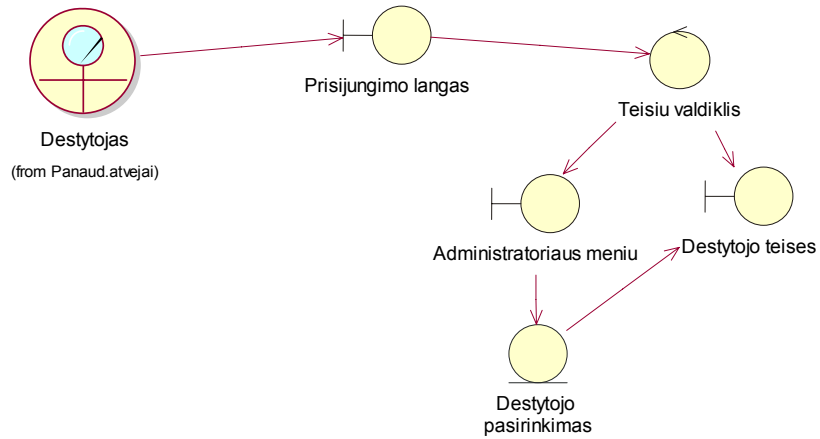 Prisijungimo langas
Teisiu valdiklis
Destytojas
(from Panaud.atvejai)
Administratoriaus meniu
Destytojo teises
Destytojo
pasirinkimas